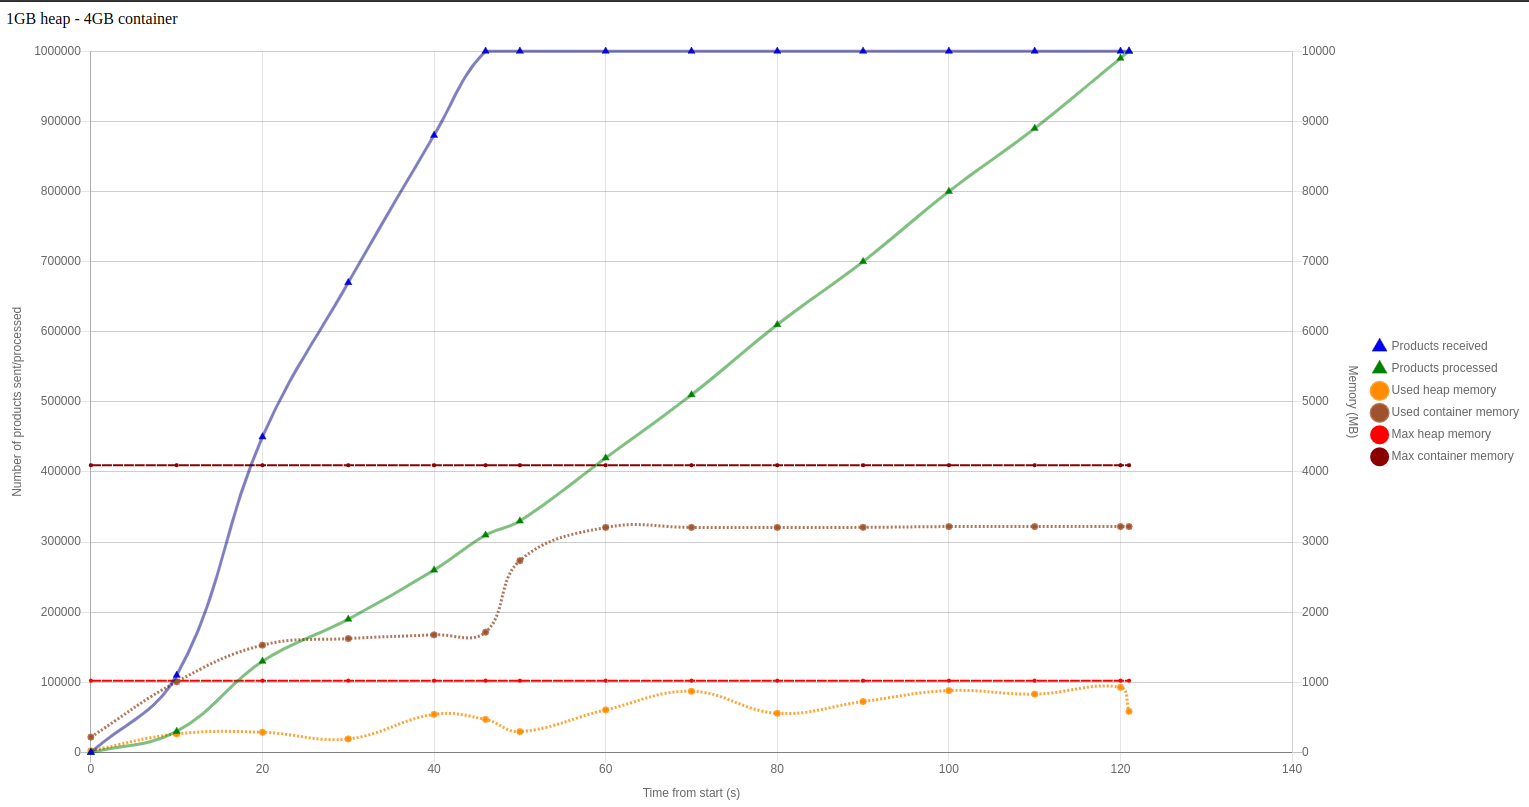 1GB heap - 4GB container
1000000
900000
800000
700000
600000
500000
400000
300000
200000
100000
0
Number of products sent/processed
10000
9000
8000
7000
6000
5000
4000
3000
2000
1000
0
Memory (MB)
0 20 40 60 80 100 120 140
Time from start (s)
Products received
Products processed
Used heap memory
Used container memory
Max heap memory
Max container memory